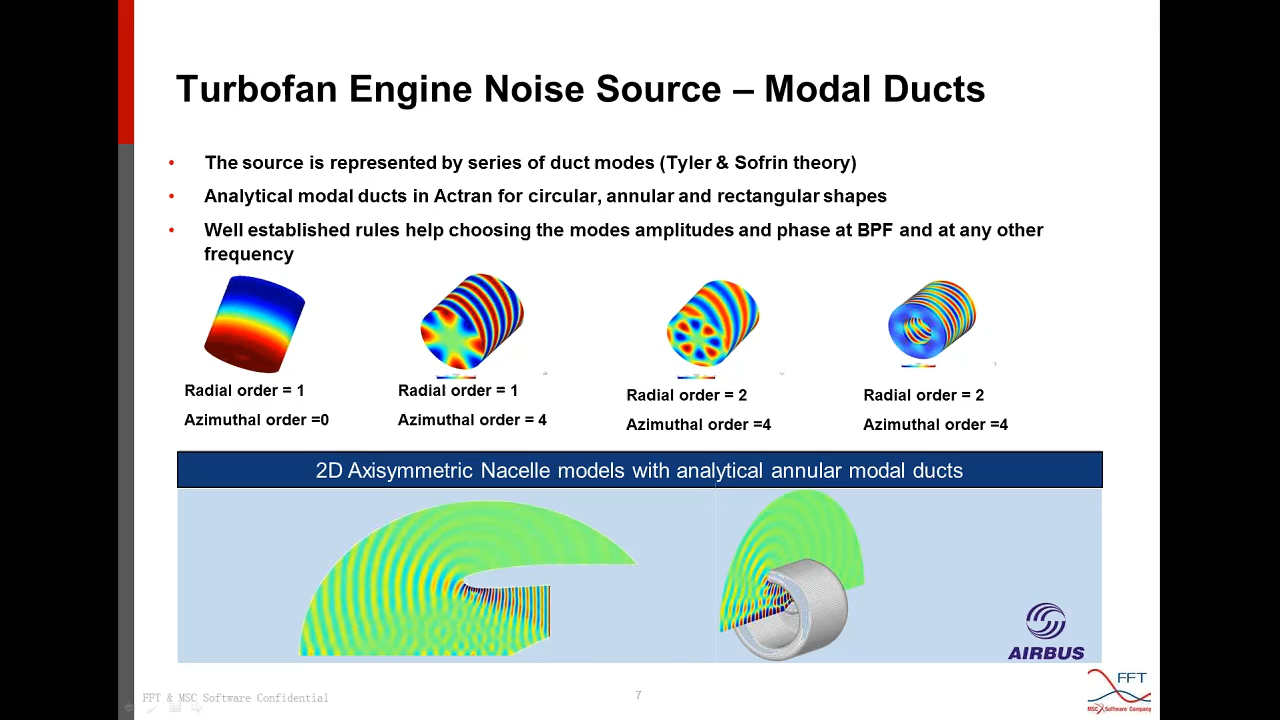 Turbofan Engine Noise Source – Modal Ducts
• The source is represented by series of duct modes (Tyler & Sofrin theory)
• Analytical modal ducts in Actran for circular, annular and rectangular shapes
• Well established rules help choosing the modes amplitudes and phase at BPF and at any other
frequency
Radial order = 1
Azimuthal order =0
Radial order = 1
Azimuthal order = 4
Radial order = 2
Azimuthal order =4
Radial order = 2
Azimuthal order =4
2D Axisymmetric Nacelle models with analytical annular modal ducts
AIRBUS
FFT
MSC Software Company
FFT & MSC Software Confidential
7